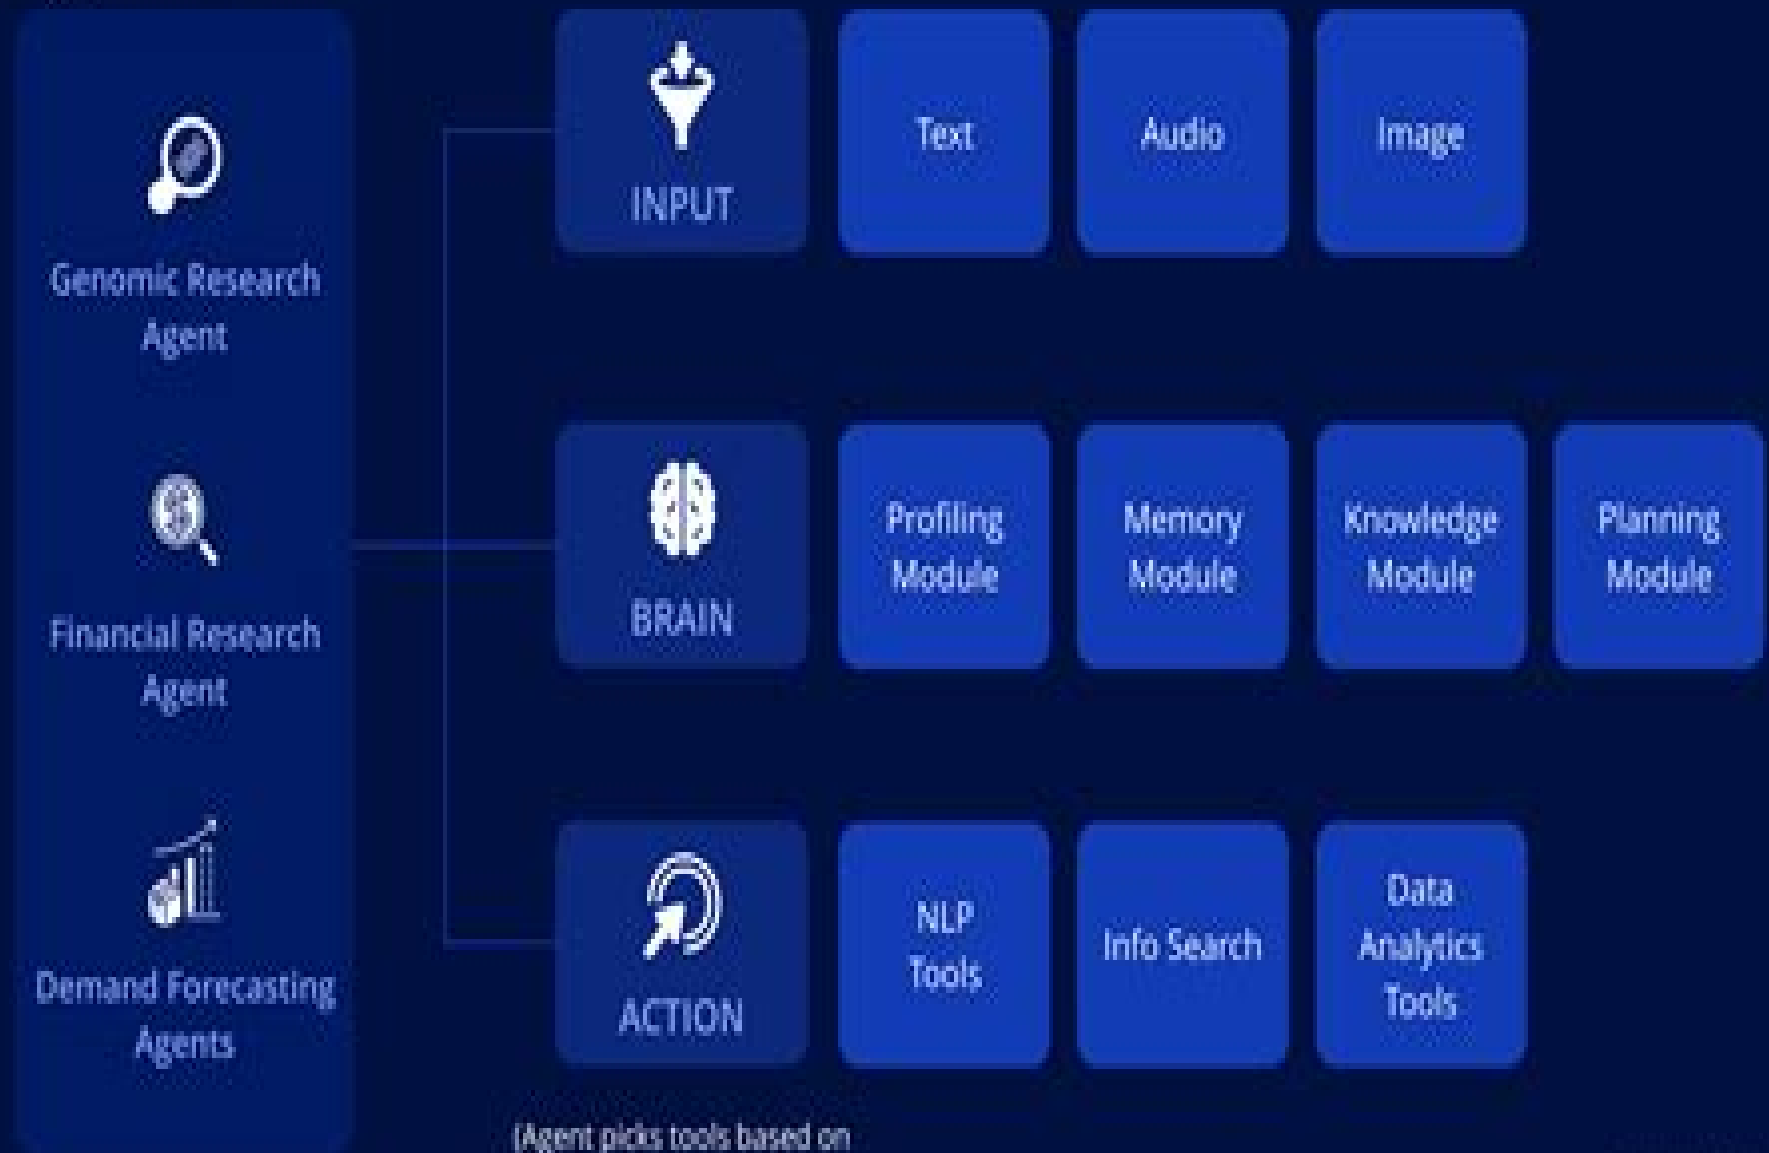 Genomic Research
Agent
Financial Research
Agent
Demand Forecasting
Agents
INPUT
Text
Audio
Image
BRAIN
Profiling
Module
Memory
Module
Knowledge
Module
Planning
Module
ACTION
NLP
Tools
Info Search
Data
Analytics
Tools
(Agent picks tools based on